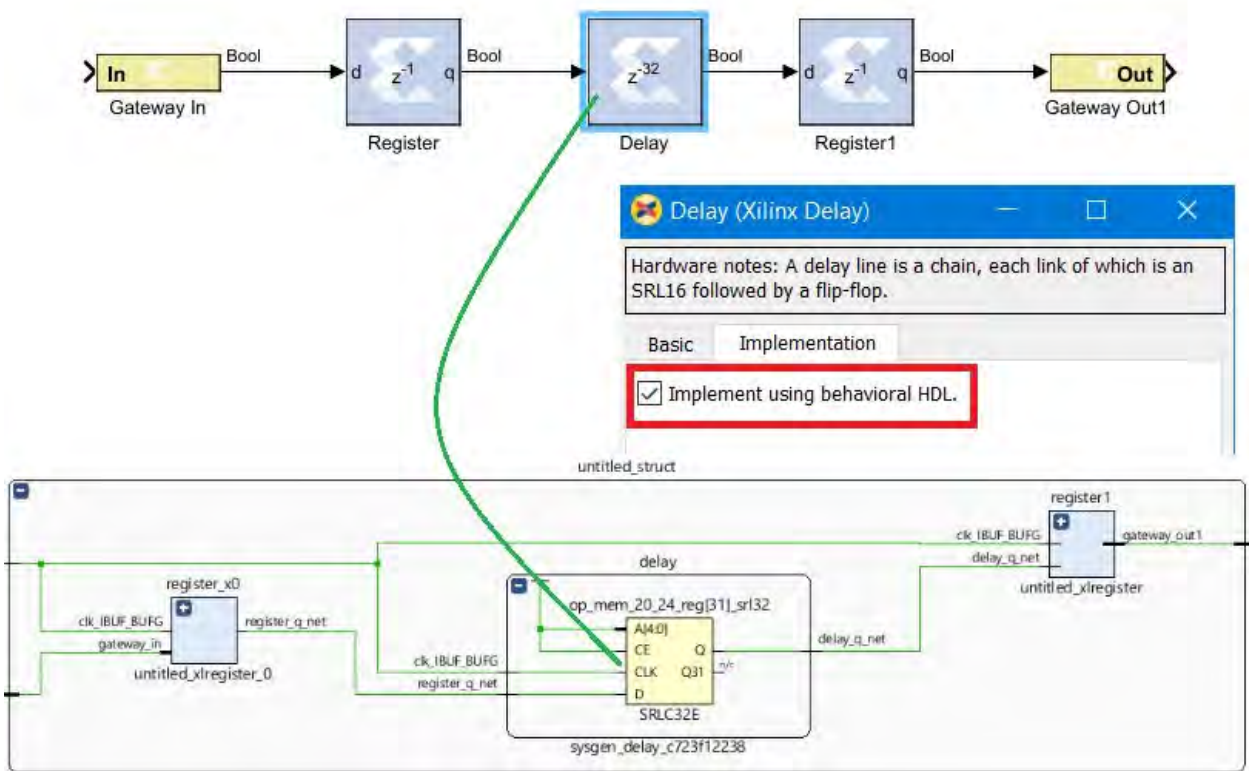 In
Gateway In
Bool
d z-1 q
Register
Bool
z-32
Delay
Bool
d z-1 q
Register1
Bool
Out
Gateway Out1
Delay (Xilinx Delay)
Hardware notes: A delay line is a chain, each link of which is an
SRL16 followed by a flip-flop.
Basic Implementation
Implement using behavioral HDL.
untitled_struct
register1
clk_IBUF_BUFG
delay_q_net
gateway_out1
untitled_xlregister
register_x0
clk_IBUF_BUFG
gateway_in
register_q_net
untitled_xlregister_0
delay
op_mem_20_24_reg[31]_srl32
A[4:0]
CE Q
CLK Q31
D
n/c
SRLC32E
clk_IBUF_BUFG
register_q_net
delay_q_net
sysgen_delay_c723f12238